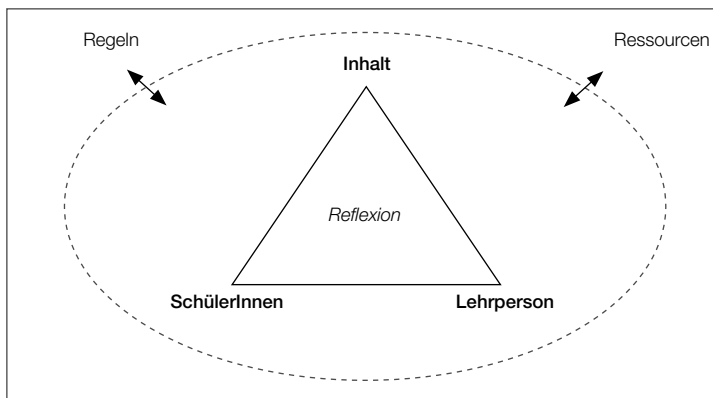 Regeln
Ressourcen
Inhalt
Reflexion
SchülerInnen
Lehrperson